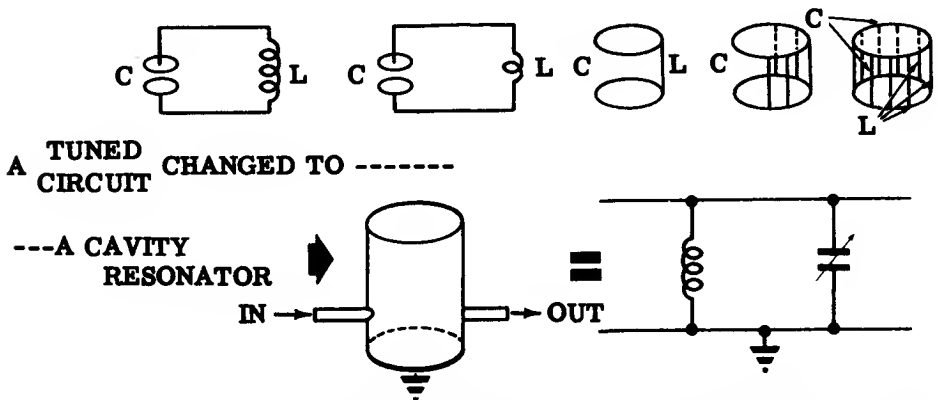 C L C L C L C C
L
A TUNED CIRCUIT CHANGED TO -------
---A CAVITY
RESONATOR
IN OUT